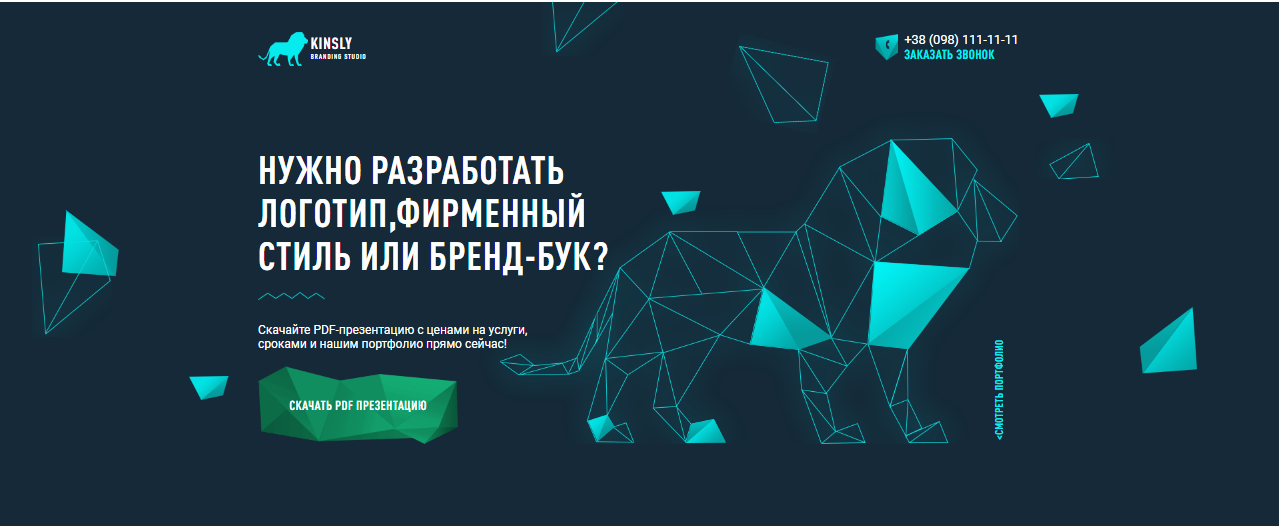 KINSLY
BRANDING STUDIO
+38 (098) 111-11-11
ЗАКАЗАТЬ ЗВОНОК
НУЖНО РАЗРАБОТАТЬ
ЛОГОТИП,ФИРМЕННЫЙ
СТИЛЬ ИЛИ БРЕНД-БУК?
Скачайте PDF-презентацию с ценами на услуги,
сроками и нашим портфолио прямо сейчас!
СКАЧАТЬ PDF ПРЕЗЕНТАЦИЮ
<СМОТРЕТЬ ПОРТФОЛИО